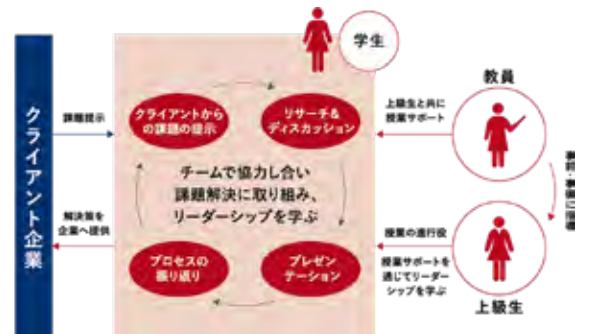 学生
クライアント企業
課題提示
解決策を
企業へ提供
クライアントから
の課題の提示
リサーチ&
ディスカッション
チームで協力し合い
課題解決に取り組み、
リーダーシップを学ぶ
プロセスの
振り返り
プレゼン
テーション
教員
上級生と共に
授業サポート
事前・事後に指導
授業の進行役
授業サポートを
通じてリーダー
シップを学ぶ
上級生